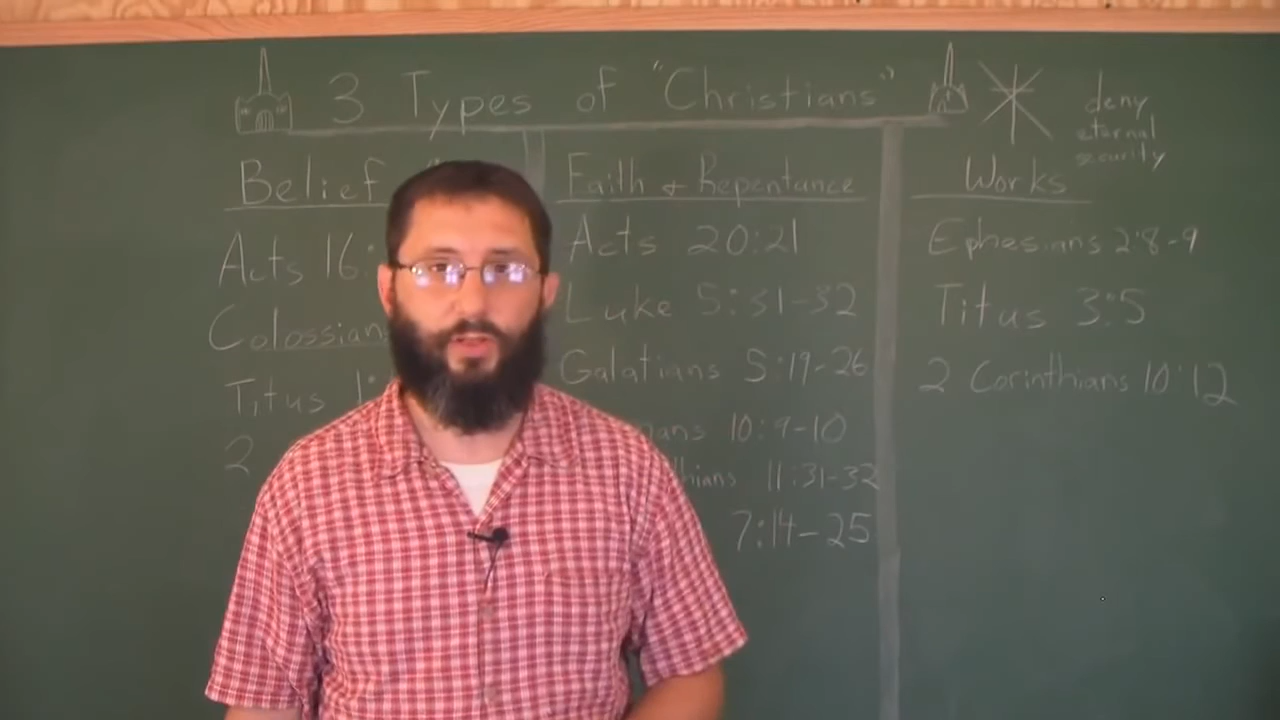 3 Types of "Christians"
deny
eternal
security
Belief "
Acts 16:
Colossian
Titus 1:
2
Faith & Repentance
Acts 20:21
Luke 5:31-32
Galatians 5:19-26
mans 10:9-10
thians 11:31-32
7:14-25
Works
Ephesians 2:8-9
Titus 3:5
2 Corinthians 10:12